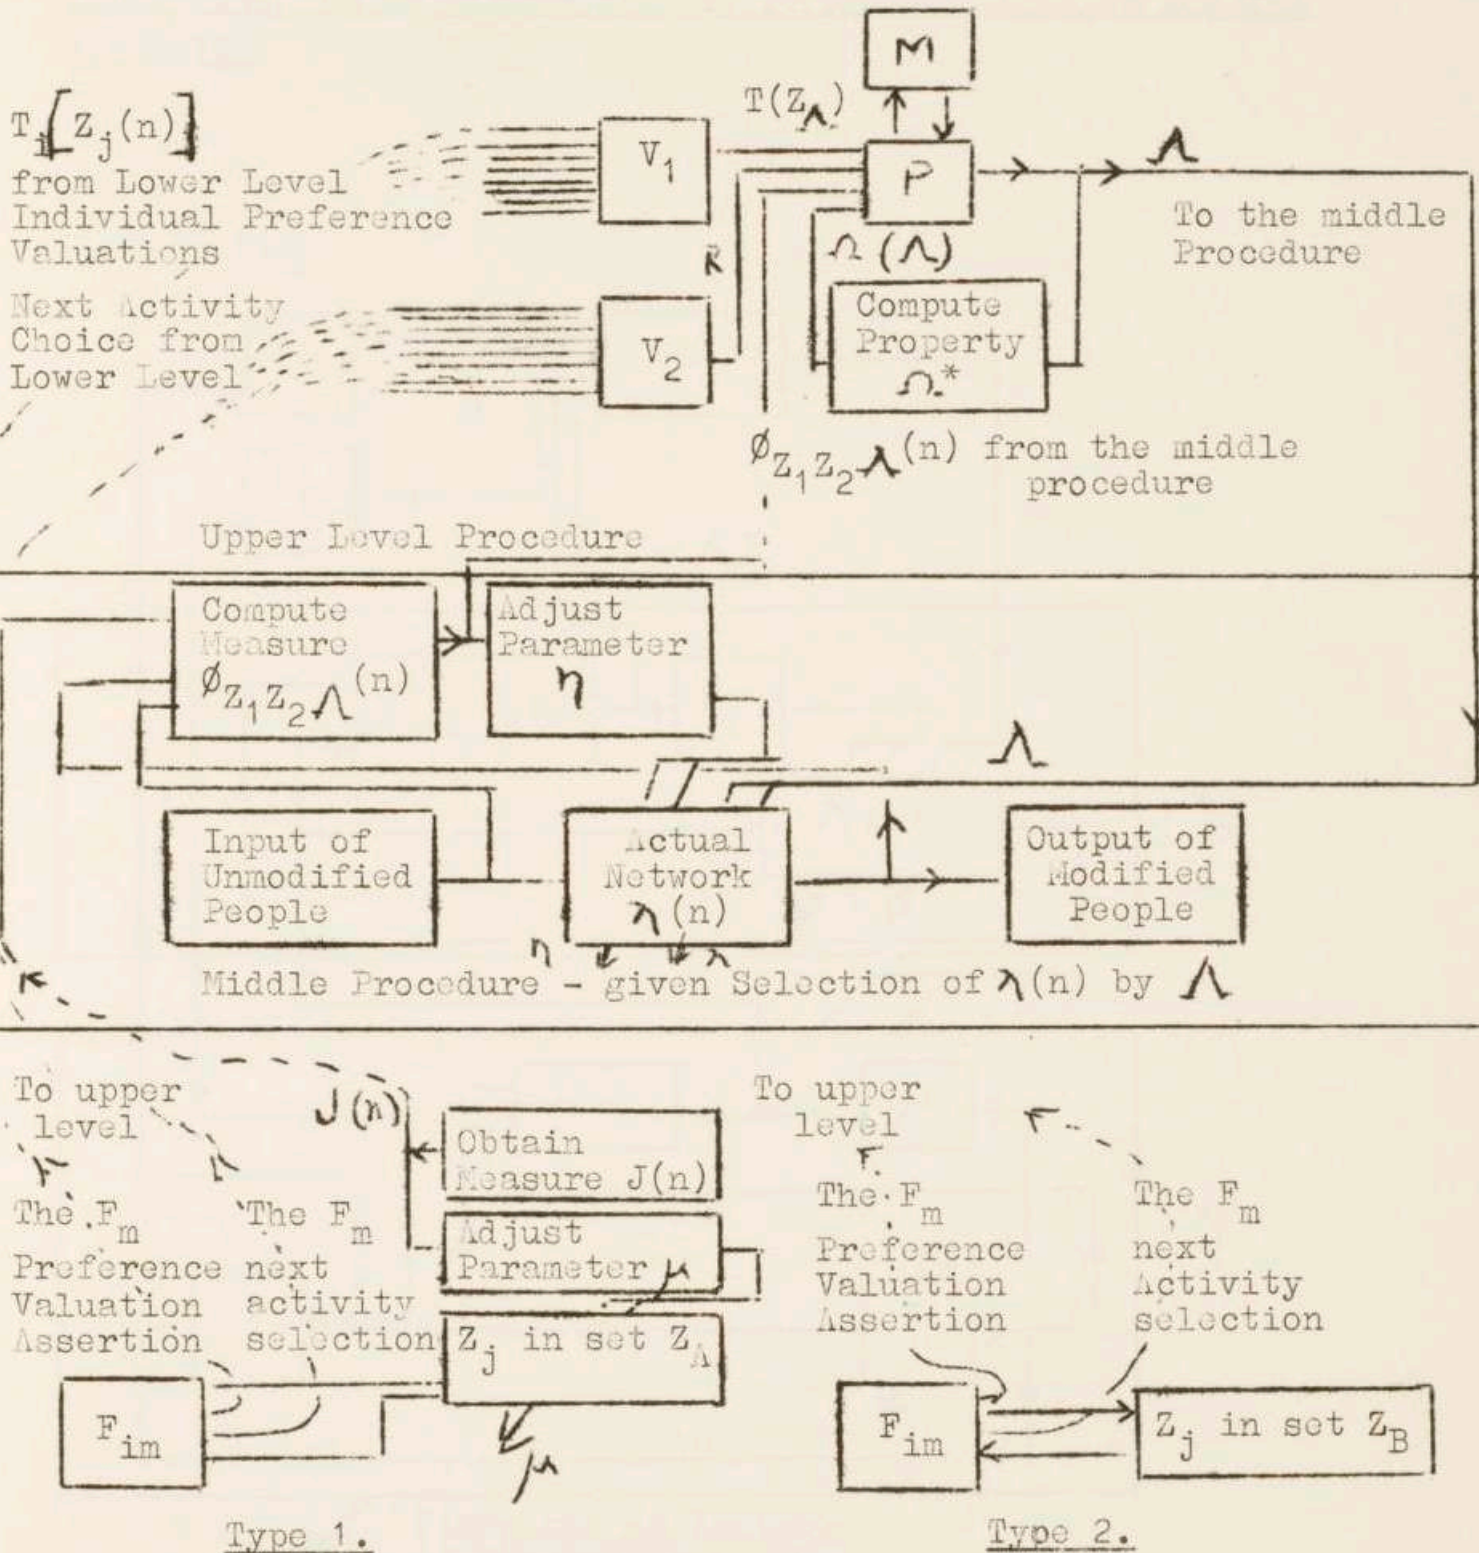 M
T_i[Z_j(n)]
from Lower Level
Individual Preference
Valuations
V_1
T(Z_Λ)
P
Λ
To the middle
Procedure
Next Activity
Choice from
Lower Level
V_2
Ω (Λ)
Compute
Property
Ω*
ø_Z_1 Z_2 Λ (n) from the middle
procedure
Upper Level Procedure
Compute
Measure
ø_Z_1 Z_2 Λ (n)
Adjust
Parameter
η
Λ
Input of
Unmodified
People
Actual
Network
λ(n)
Output of
Modified
People
η λ
Middle Procedure - given Selection of λ(n) by Λ
To upper
level
J(n)
Obtain
Measure J(n)
The F_m
Preference
Valuation
Assertion
The F_m
next
activity
selection
Adjust
Parameter μ
Z_j in set Z_A
F_im
μ
Type 1.
To upper
level
The F_m
Preference
Valuation
Assertion
The F_m
next
Activity
selection
F_im
Z_j in set Z_B
Type 2.